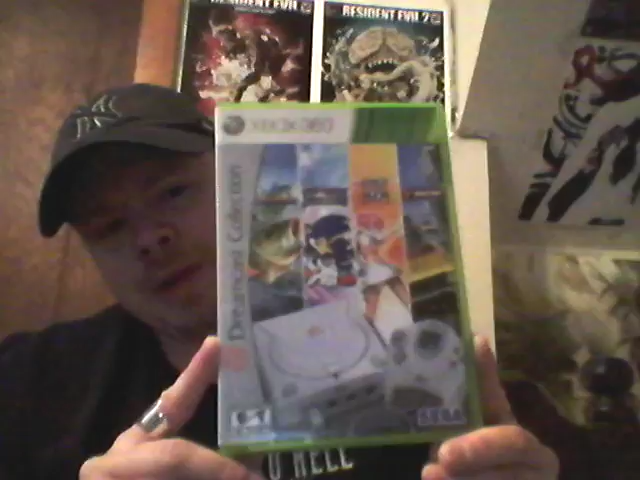 RESIDENT EVIL
RESIDENT EVIL 2
XBOX 360
Dreamcast Collection
SEGA
U HELL